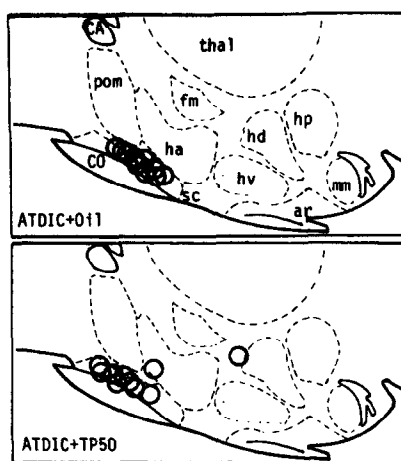 CA
thal
pom
fm
hp
hd
ha
CO
hv
mm
sc
ar
ATDIC+Oil
ATDIC+TP50